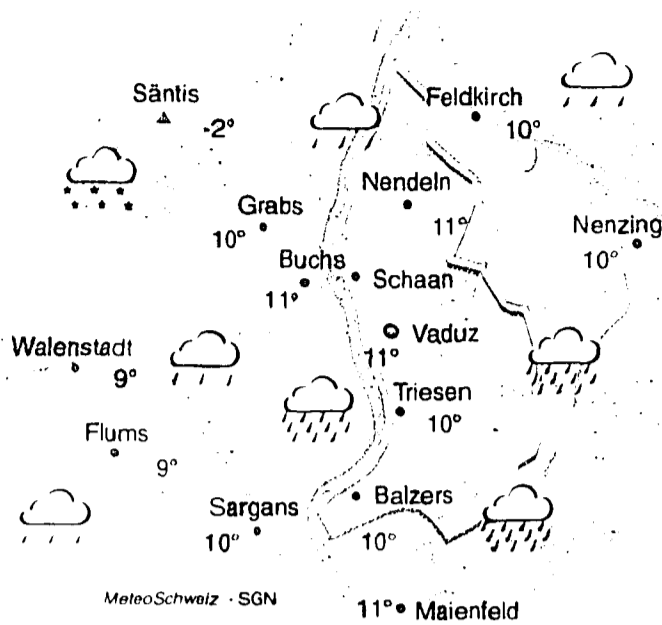 Säntis
-2°
Feldkirch
10°
Nendeln
11°
Grabs
10°
Nenzing
10°
Buchs
11°
Schaan
Vaduz
11°
Walenstadt
9°
Triesen
10°
Flums
9°
Balzers
10°
Sargans
10°
MeteoSchweiz · SGN
11° Maienfeld